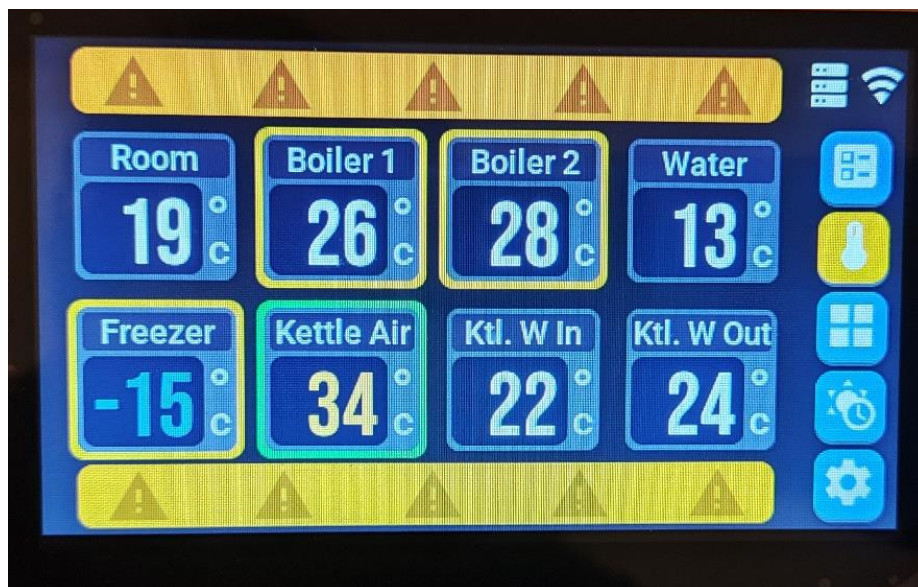 Room
Boiler 1
Boiler 2
Water
19 °C
26 °C
28 °C
13 °C
Freezer
Kettle Air
Ktl. W In
Ktl. W Out
-15 °C
34 °C
22 °C
24 °C